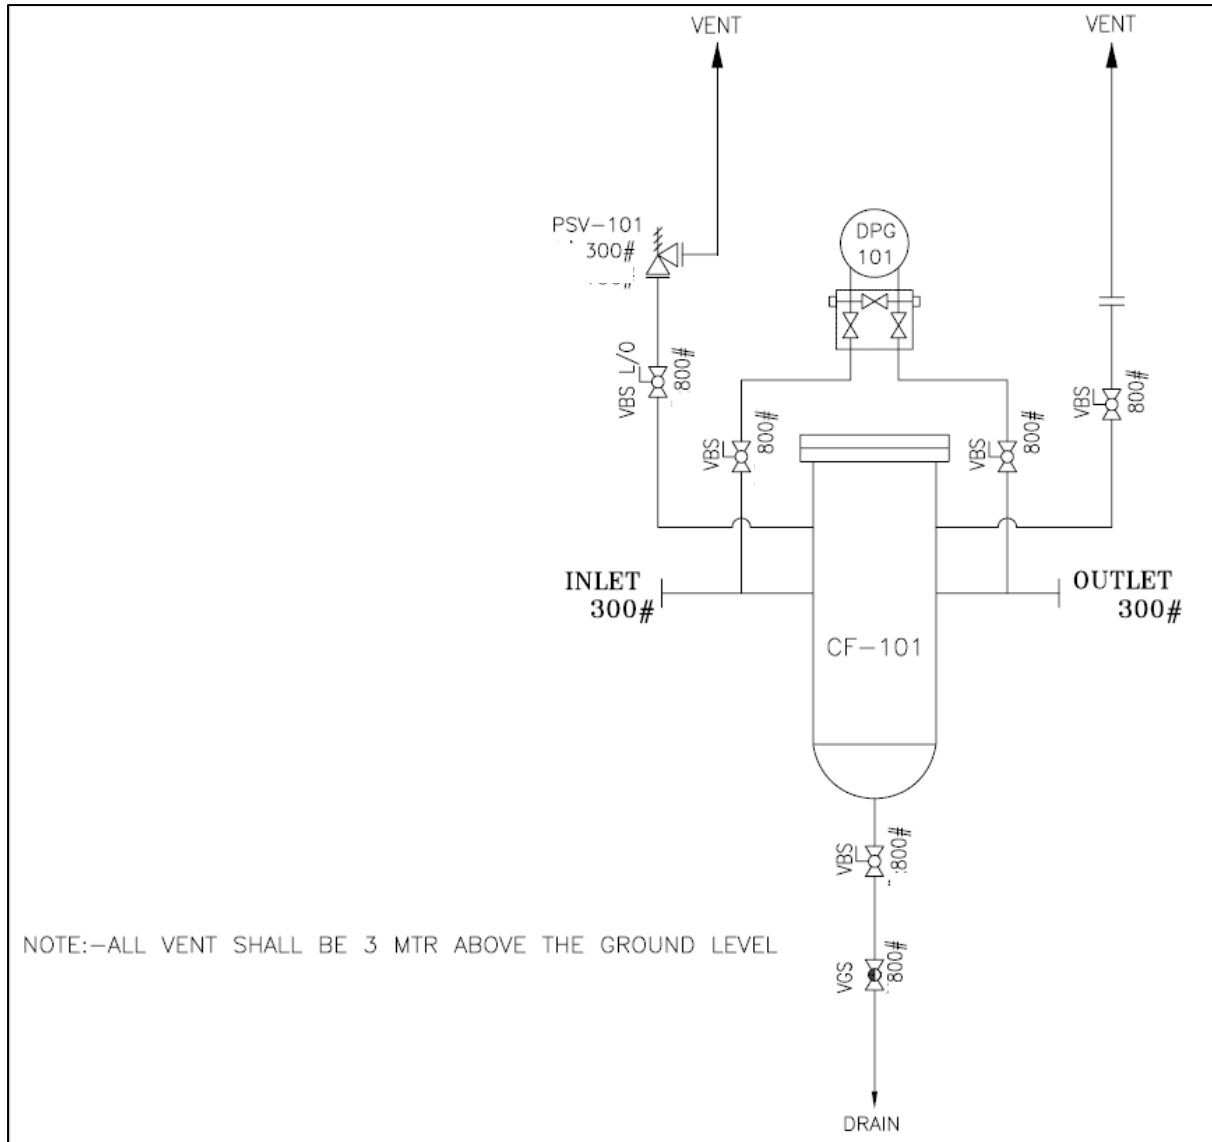 VENT
VENT
PSV-101
300#
DPG
101
VBS L/O
800#
VBS
800#
VBS
800#
VBS
800#
INLET
300#
OUTLET
300#
CF-101
VBS
800#
NOTE:-ALL VENT SHALL BE 3 MTR ABOVE THE GROUND LEVEL
VGS
800#
DRAIN